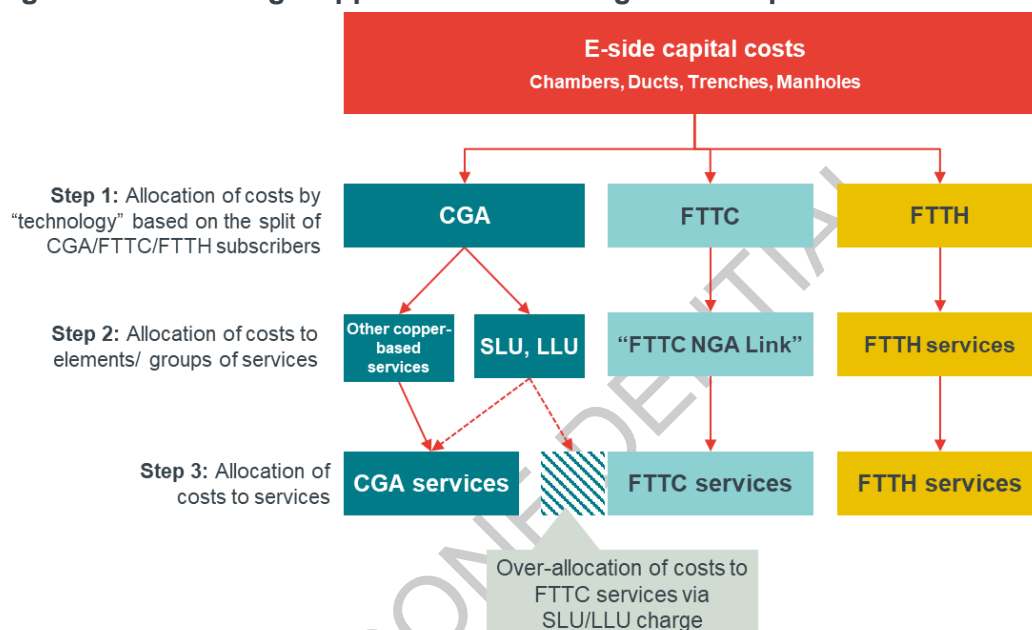 E-side capital costs
Chambers, Ducts, Trenches, Manholes
Step 1: Allocation of costs by
“technology” based on the split of
CGA/FTTC/FTTH subscribers
CGA
FTTC
FTTH
Step 2: Allocation of costs to
elements/ groups of services
Other copper-
based
services
SLU, LLU
“FTTC NGA Link”
FTTH services
Step 3: Allocation of
costs to services
CGA services
FTTC services
FTTH services
Over-allocation of costs to
FTTC services via
SLU/LLU charge